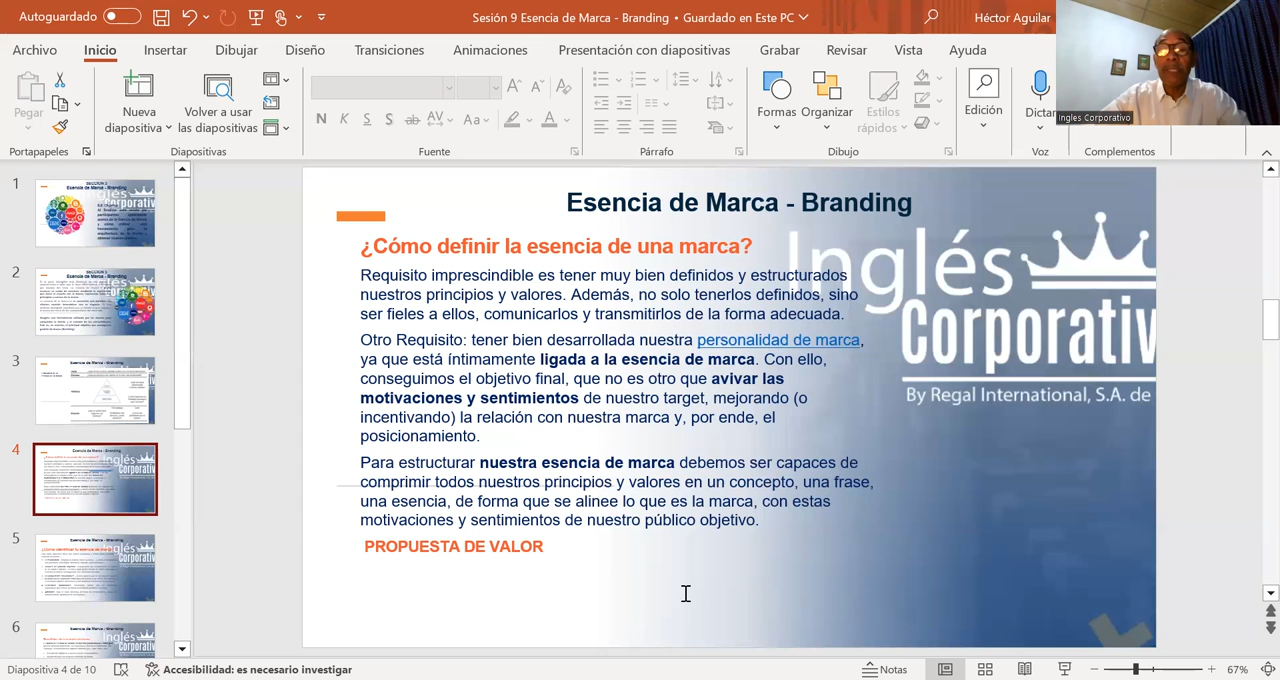 Autoguardado
Sesión 9 Esencia de Marca - Branding • Guardado en Este PC
Héctor Aguilar
Archivo Inicio Insertar Dibujar Diseño Transiciones Animaciones Presentación con diapositivas Grabar Revisar Vista Ayuda
Pegar
Nueva diapositiva
Volver a usar las diapositivas
N K S S ab AV Aa A
Formas
Organizar
Estilos rápidos
Edición
Dictar
Ingles Corporativo
Portapapeles Diapositivas Fuente Párrafo Dibujo Voz Complementos
1
2
3
4
5
6
Esencia de Marca - Branding
¿Cómo definir la esencia de una marca?
Requisito imprescindible es tener muy bien definidos y estructurados
nuestros principios y valores. Además, no solo tenerlos definidos, sino
ser fieles a ellos, comunicarlos y transmitirlos de la forma adecuada.
Otro Requisito: tener bien desarrollada nuestra personalidad de marca,
ya que está íntimamente ligada a la esencia de marca. Con ello,
conseguimos el objetivo final, que no es otro que avivar las
motivaciones y sentimientos de nuestro target, mejorando (o
incentivando) la relación con nuestra marca y, por ende, el
posicionamiento.
Para estructurar nuestra esencia de marca debemos ser capaces de
comprimir todos nuestros principios y valores en un concepto, una frase,
una esencia, de forma que se alinee lo que es la marca, con estas
motivaciones y sentimientos de nuestro público objetivo.
PROPUESTA DE VALOR
Inglés
Corporativ
By Regal International, S.A. de
Diapositiva 4 de 10
Accesibilidad: es necesario investigar
Notas
67%